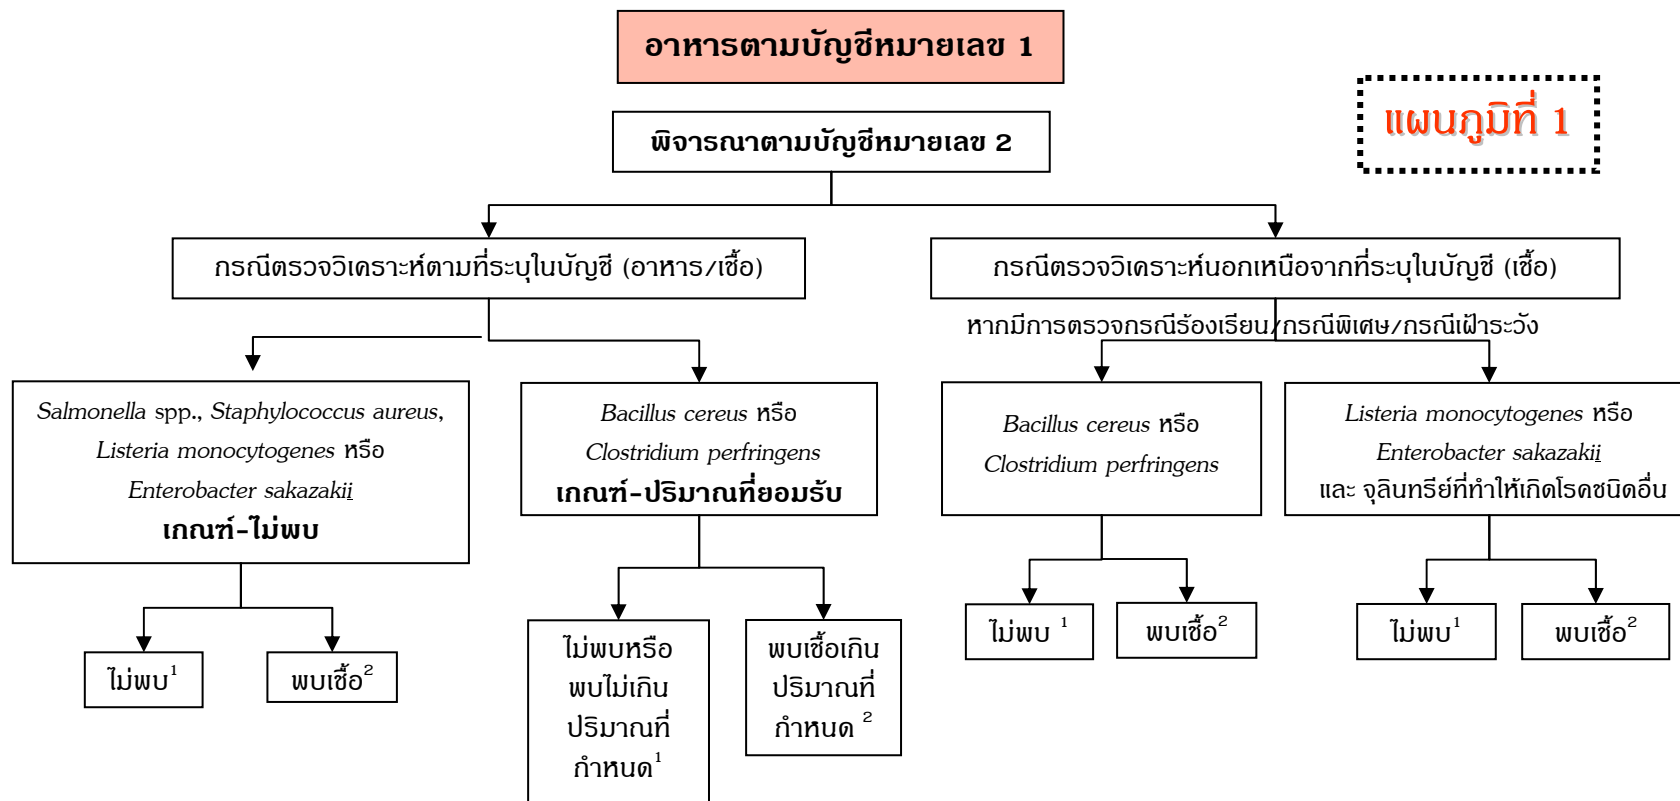 อาหารตามบัญชีหมายเลข 1
แผนภูมิที่ 1
พิจารณาตามบัญชีหมายเลข 2
กรณีตรวจวิเคราะห์ตามที่ระบุในบัญชี (อาหาร/เชื้อ)
กรณีตรวจวิเคราะห์นอกเหนือจากที่ระบุในบัญชี (เชื้อ)
หากมีการตรวจกรณีร้องเรียน/กรณีพิเศษ/กรณีเฝ้าระวัง
Salmonella spp., Staphylococcus aureus,
Listeria monocytogenes หรือ
Enterobacter sakazakii
เกณฑ์-ไม่พบ
Bacillus cereus หรือ
Clostridium perfringens
เกณฑ์-ปริมาณที่ยอมรับ
Bacillus cereus หรือ
Clostridium perfringens
Listeria monocytogenes หรือ
Enterobacter sakazakii
และ จุลินทรีย์ที่ทำให้เกิดโรคชนิดอื่น
ไม่พบ¹
พบเชื้อ²
ไม่พบหรือ
พบไม่เกิน
ปริมาณที่
กำหนด¹
พบเชื้อเกิน
ปริมาณที่
กำหนด ²
ไม่พบ ¹
พบเชื้อ²
ไม่พบ¹
พบเชื้อ²